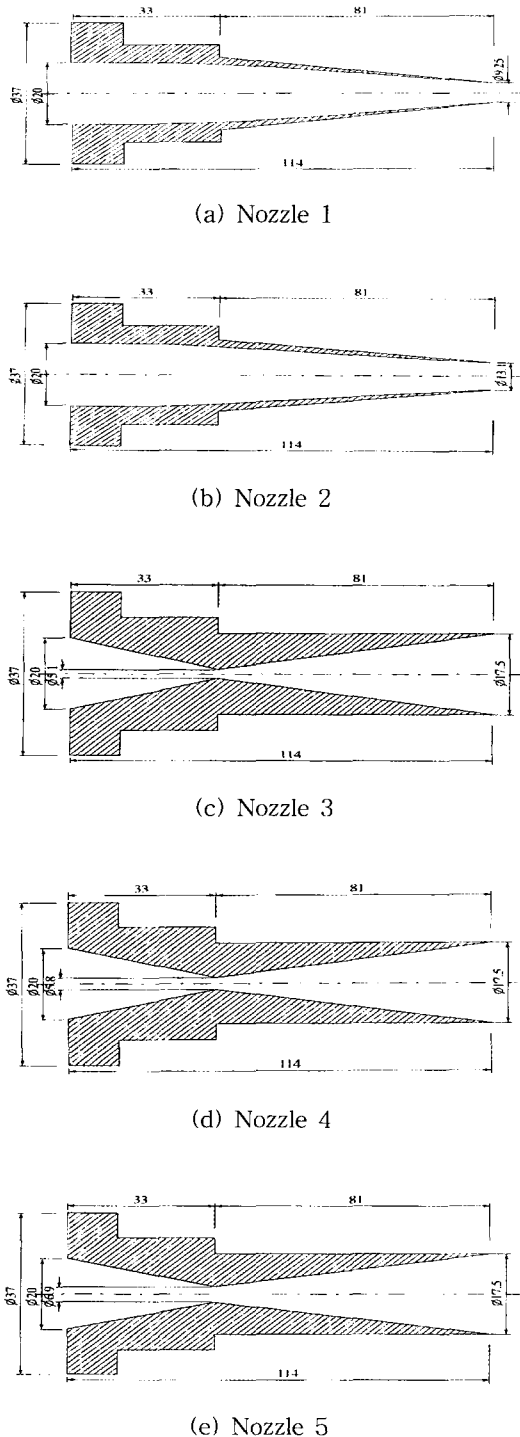 33 81
Ø37 Ø20 Ø9.25
114
(a) Nozzle 1
33 81
Ø37 Ø20
114
(b) Nozzle 2
33 81
Ø37 Ø20 Ø17.5
114
(c) Nozzle 3
33 81
Ø37 Ø20 Ø17.5
114
(d) Nozzle 4
33 81
Ø37 Ø20 Ø6.9 Ø17.5
114
(e) Nozzle 5